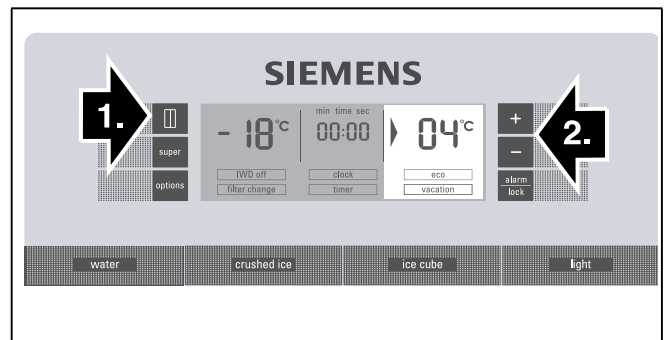 SIEMENS
1.
super
options
- 18°C
min time sec
00:00
04°C
IWD off
clock
eco
filter change
timer
vacation
+
-
alarm
lock
2.
water
crushed ice
ice cube
light